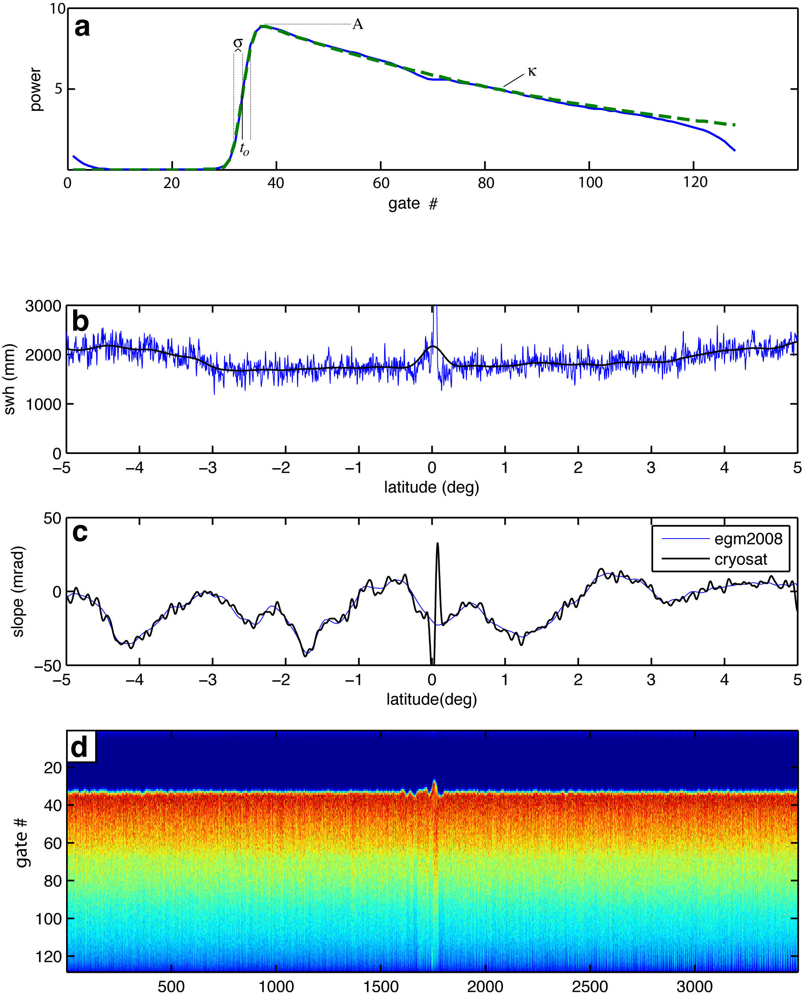 a
10
5
power
σ
A
κ
to
0 20 40 60 80 100 120
gate #
b
3000
2000
1000
0
swh (mm)
−5 −4 −3 −2 −1 0 1 2 3 4 5
latitude (deg)
c
50
0
−50
slope (mrad)
egm2008
cryosat
−5 −4 −3 −2 −1 0 1 2 3 4 5
latitude(deg)
d
20
40
60
80
100
120
gate #
500 1000 1500 2000 2500 3000